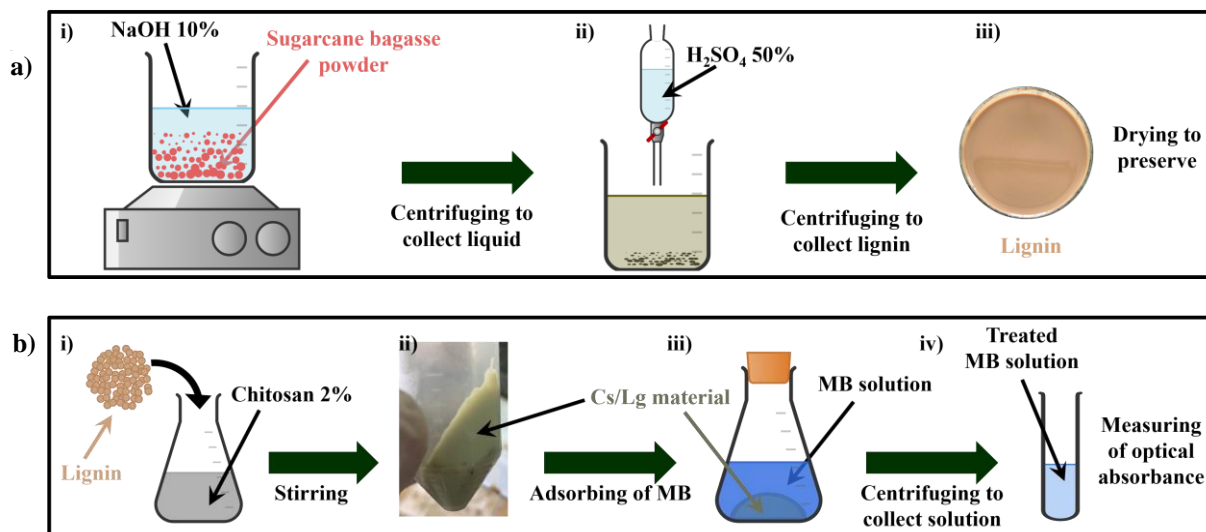 a)
i)
NaOH 10%
Sugarcane bagasse
powder
Centrifuging to
collect liquid
ii)
H₂SO₄ 50%
Centrifuging to
collect lignin
iii)
Lignin
Drying to
preserve
b)
i)
Lignin
Chitosan 2%
Stirring
ii)
Cs/Lg material
Adsorbing of MB
iii)
MB solution
Centrifuging to
collect solution
iv)
Treated
MB solution
Measuring
of optical
absorbance